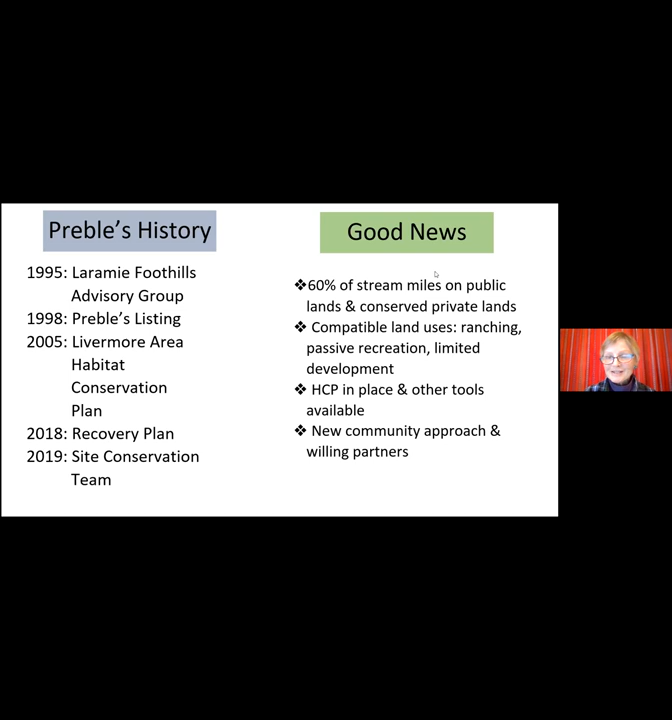 Preble's History
1995: Laramie Foothills
Advisory Group
1998: Preble's Listing
2005: Livermore Area
Habitat
Conservation
Plan
2018: Recovery Plan
2019: Site Conservation
Team
Good News
❖60% of stream miles on public
lands & conserved private lands
❖ Compatible land uses: ranching,
passive recreation, limited
development
❖ HCP in place & other tools
available
❖ New community approach &
willing partners